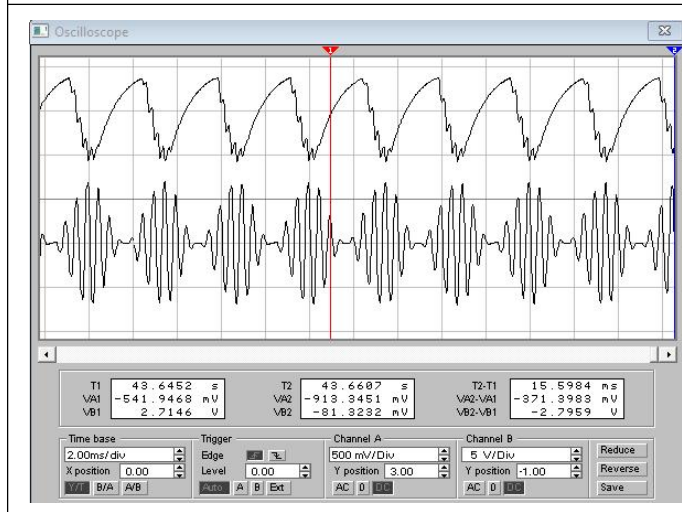 Oscilloscope
1 2
T1 43.6452 s T2 43.6607 s T2-T1 15.5984 ms
VA1 -541.9468 mV VA2 -913.3451 mV VA2-VA1 -371.3983 mV
VB1 2.7146 V VB2 -81.3232 mV VB2-VB1 -2.7959 V
Time base Trigger Channel A Channel B
2.00ms/div Edge 500 mV/Div 5 V/Div Reduce
X position 0.00 Level 0.00 Y position 3.00 Y position -1.00 Reverse
Y/T B/A A/B Auto A B Ext AC 0 DC AC 0 DC Save